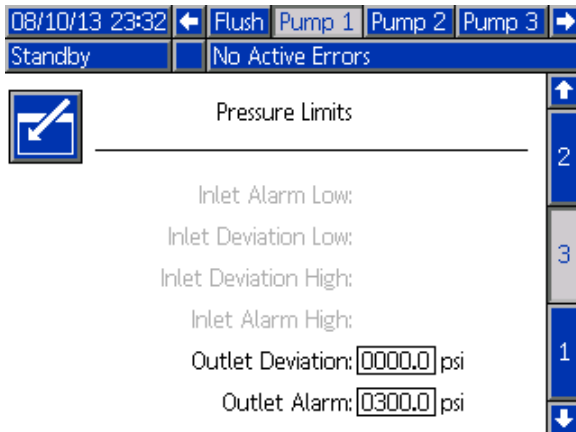 08/10/13 23:32 Flush Pump 1 Pump 2 Pump 3
Standby No Active Errors
Pressure Limits
2
Inlet Alarm Low:
Inlet Deviation Low:
3
Inlet Deviation High:
Inlet Alarm High:
Outlet Deviation: 0000.0 psi
1
Outlet Alarm: 0300.0 psi